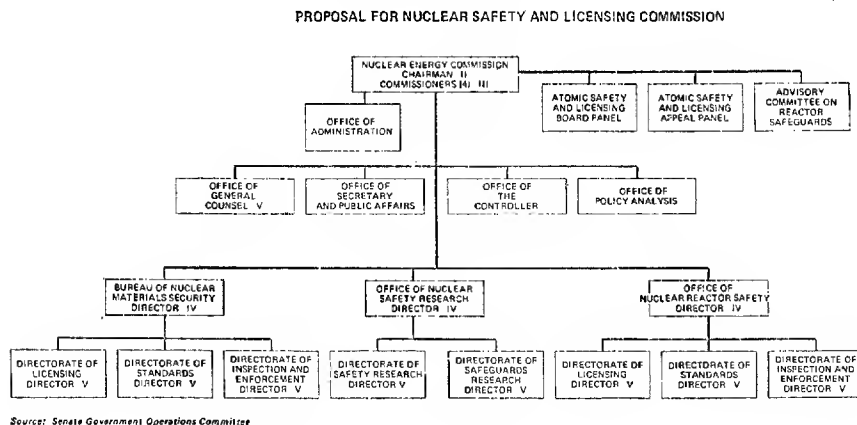 PROPOSAL FOR NUCLEAR SAFETY AND LICENSING COMMISSION
NUCLEAR ENERGY COMMISSION
CHAIRMAN II
COMMISSIONERS (4) III
OFFICE OF
ADMINISTRATION
ATOMIC SAFETY
AND LICENSING
BOARD PANEL
ATOMIC SAFETY
AND LICENSING
APPEAL PANEL
ADVISORY
COMMITTEE ON
REACTOR
SAFEGUARDS
OFFICE OF
GENERAL
COUNSEL V
OFFICE OF
SECRETARY
AND PUBLIC AFFAIRS
OFFICE OF
THE
CONTROLLER
OFFICE OF
POLICY ANALYSIS
BUREAU OF NUCLEAR
MATERIALS SECURITY
DIRECTOR IV
OFFICE OF NUCLEAR
SAFETY RESEARCH
DIRECTOR IV
OFFICE OF
NUCLEAR REACTOR SAFETY
DIRECTOR IV
DIRECTORATE OF
LICENSING
DIRECTOR V
DIRECTORATE OF
STANDARDS
DIRECTOR V
DIRECTORATE OF
INSPECTION AND
ENFORCEMENT
DIRECTOR V
DIRECTORATE OF
SAFETY RESEARCH
DIRECTOR V
DIRECTORATE OF
SAFEGUARDS
RESEARCH
DIRECTOR V
DIRECTORATE OF
LICENSING
DIRECTOR V
DIRECTORATE OF
STANDARDS
DIRECTOR V
DIRECTORATE OF
INSPECTION AND
ENFORCEMENT
DIRECTOR V
Source: Senate Government Operations Committee